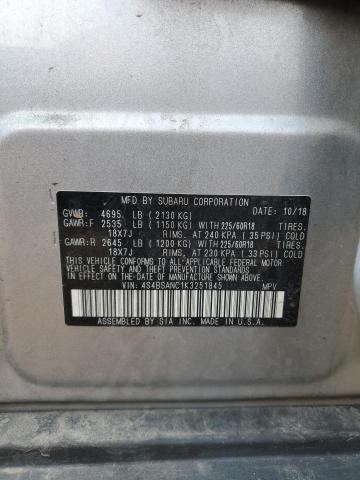 MFD BY SUBARU CORPORATION
GVWR: 4695 LB ( 2130 KG) DATE: 10/18
GAWR:F 2535 LB ( 1150 KG) WITH 225/60R18
18X7J RIMS, AT 240 KPA ( 35 PSI) COLD
GAWR:R 2645 LB ( 1200 KG) WITH 225/60R18
18X7J RIMS, AT 230 KPA ( 33 PSI) COLD
THIS VEHICLE CONFORMS TO ALL APPLICABLE
FEDERAL MOTOR VEHICLE SAFETY AND THEFT
PREVENTION STANDARDS IN EFFECT ON THE
DATE OF MANUFACTURE SHOWN ABOVE.
VIN: 4S4BSANC1K3251845 MPV
ASSEMBLED BY SIA INC. MADE IN U.S.A.